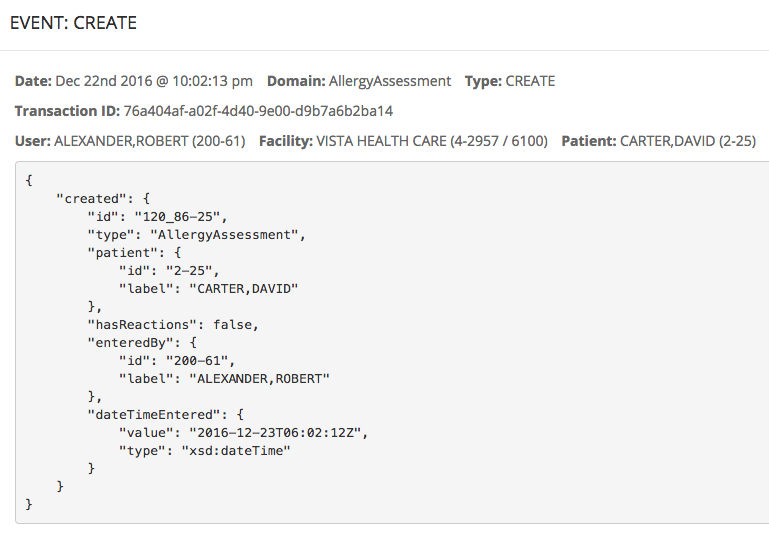 EVENT: CREATE
Date: Dec 22nd 2016 @ 10:02:13 pm Domain: AllergyAssessment Type: CREATE
Transaction ID: 76a404af-a02f-4d40-9e00-d9b7a6b2ba14
User: ALEXANDER,ROBERT (200-61) Facility: VISTA HEALTH CARE (4-2957 / 6100) Patient: CARTER,DAVID (2-25)
{
    "created": {
        "id": "120_86-25",
        "type": "AllergyAssessment",
        "patient": {
            "id": "2-25",
            "label": "CARTER,DAVID"
        },
        "hasReactions": false,
        "enteredBy": {
            "id": "200-61",
            "label": "ALEXANDER,ROBERT"
        },
        "dateTimeEntered": {
            "value": "2016-12-23T06:02:12Z",
            "type": "xsd:dateTime"
        }
    }
}